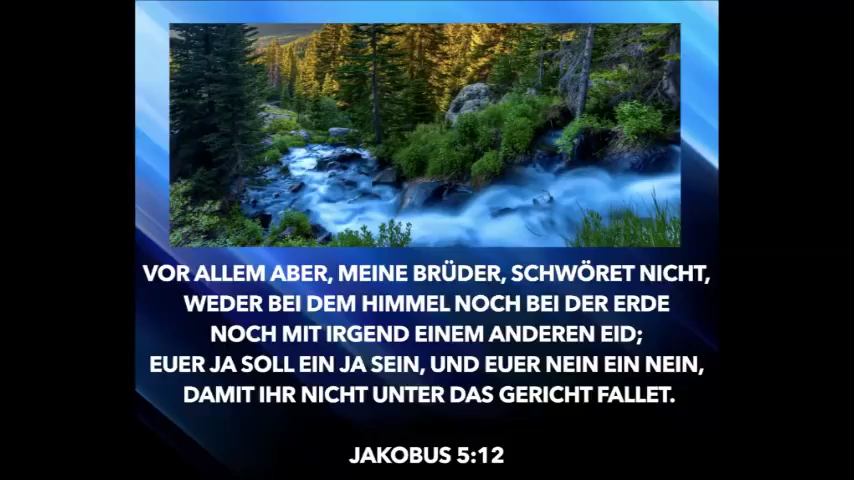 VOR ALLEM ABER, MEINE BRÜDER, SCHWÖRET NICHT,
WEDER BEI DEM HIMMEL NOCH BEI DER ERDE
NOCH MIT IRGEND EINEM ANDEREN EID;
EUER JA SOLL EIN JA SEIN, UND EUER NEIN EIN NEIN,
DAMIT IHR NICHT UNTER DAS GERICHT FALLET.
JAKOBUS 5:12